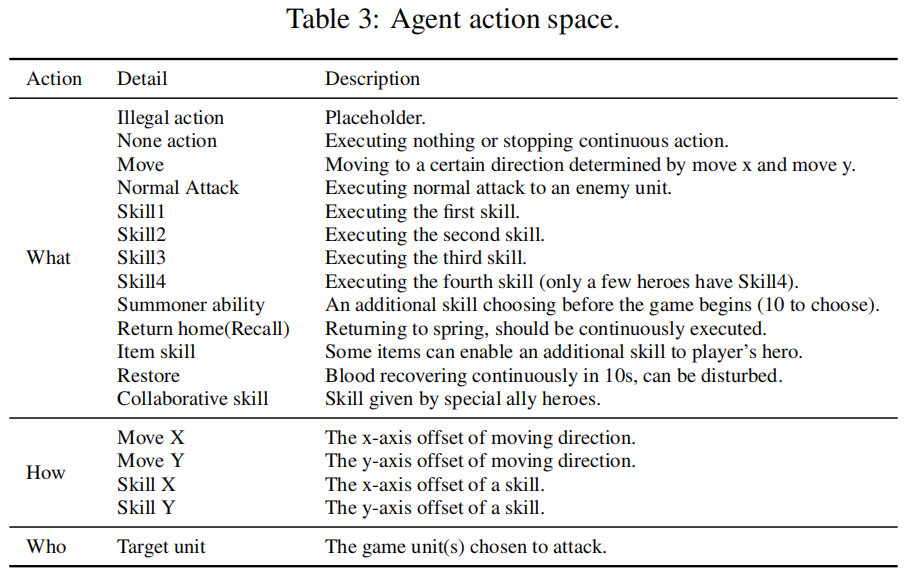 Table 3: Agent action space.
Action Detail Description
Illegal action Placeholder.
None action Executing nothing or stopping continuous action.
Move Moving to a certain direction determined by move x and move y.
Normal Attack Executing normal attack to an enemy unit.
Skill1 Executing the first skill.
Skill2 Executing the second skill.
What Skill3 Executing the third skill.
Skill4 Executing the fourth skill (only a few heroes have Skill4).
Summoner ability An additional skill choosing before the game begins (10 to choose).
Return home(Recall) Returning to spring, should be continuously executed.
Item skill Some items can enable an additional skill to player's hero.
Restore Blood recovering continuously in 10s, can be disturbed.
Collaborative skill Skill given by special ally heroes.
Move X The x-axis offset of moving direction.
How Move Y The y-axis offset of moving direction.
Skill X The x-axis offset of a skill.
Skill Y The y-axis offset of a skill.
Who Target unit The game unit(s) chosen to attack.